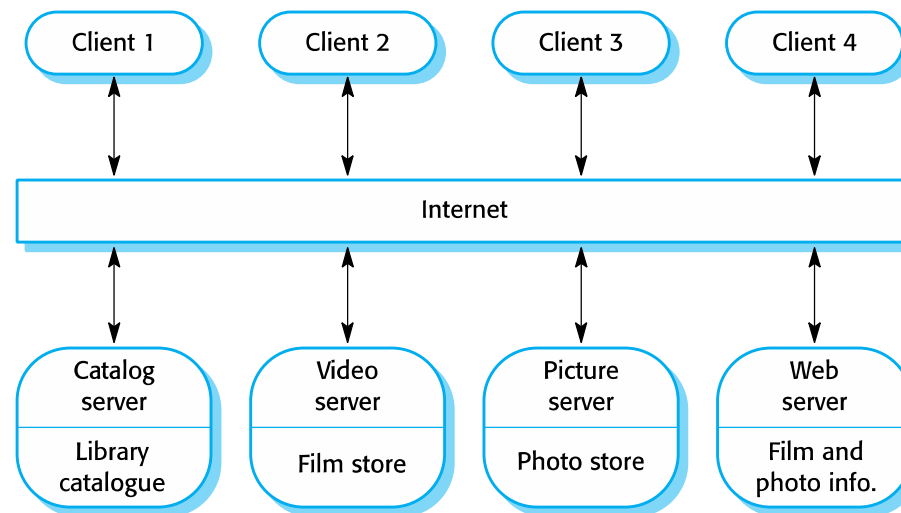 Client 1
Client 2
Client 3
Client 4
Internet
Catalog
server
Library
catalogue
Video
server
Film store
Picture
server
Photo store
Web
server
Film and
photo info.